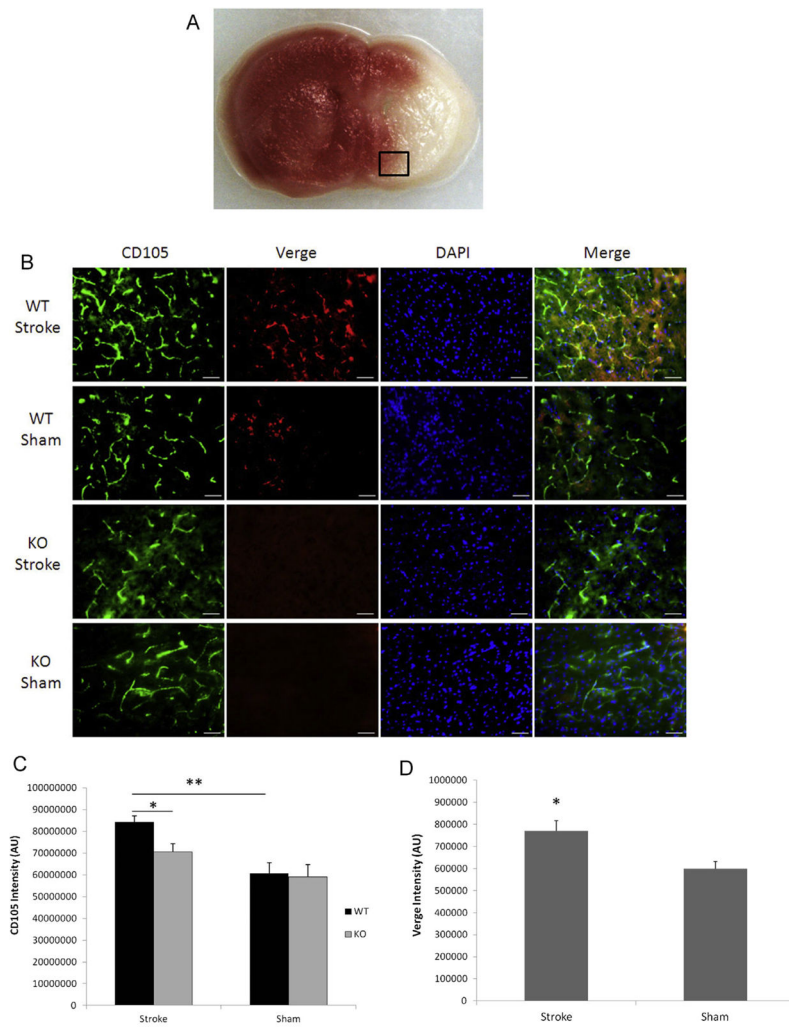 A
B
CD105 Verge DAPI Merge
WT
Stroke
WT
Sham
KO
Stroke
KO
Sham
C
CD105 Intensity (AU)
100000000
90000000
80000000
70000000
60000000
50000000
40000000
30000000
20000000
10000000
0
**
*
WT
KO
Stroke Sham
D
Verge Intensity (AU)
1000000
900000
800000
700000
600000
500000
400000
300000
200000
100000
0
*
Stroke Sham